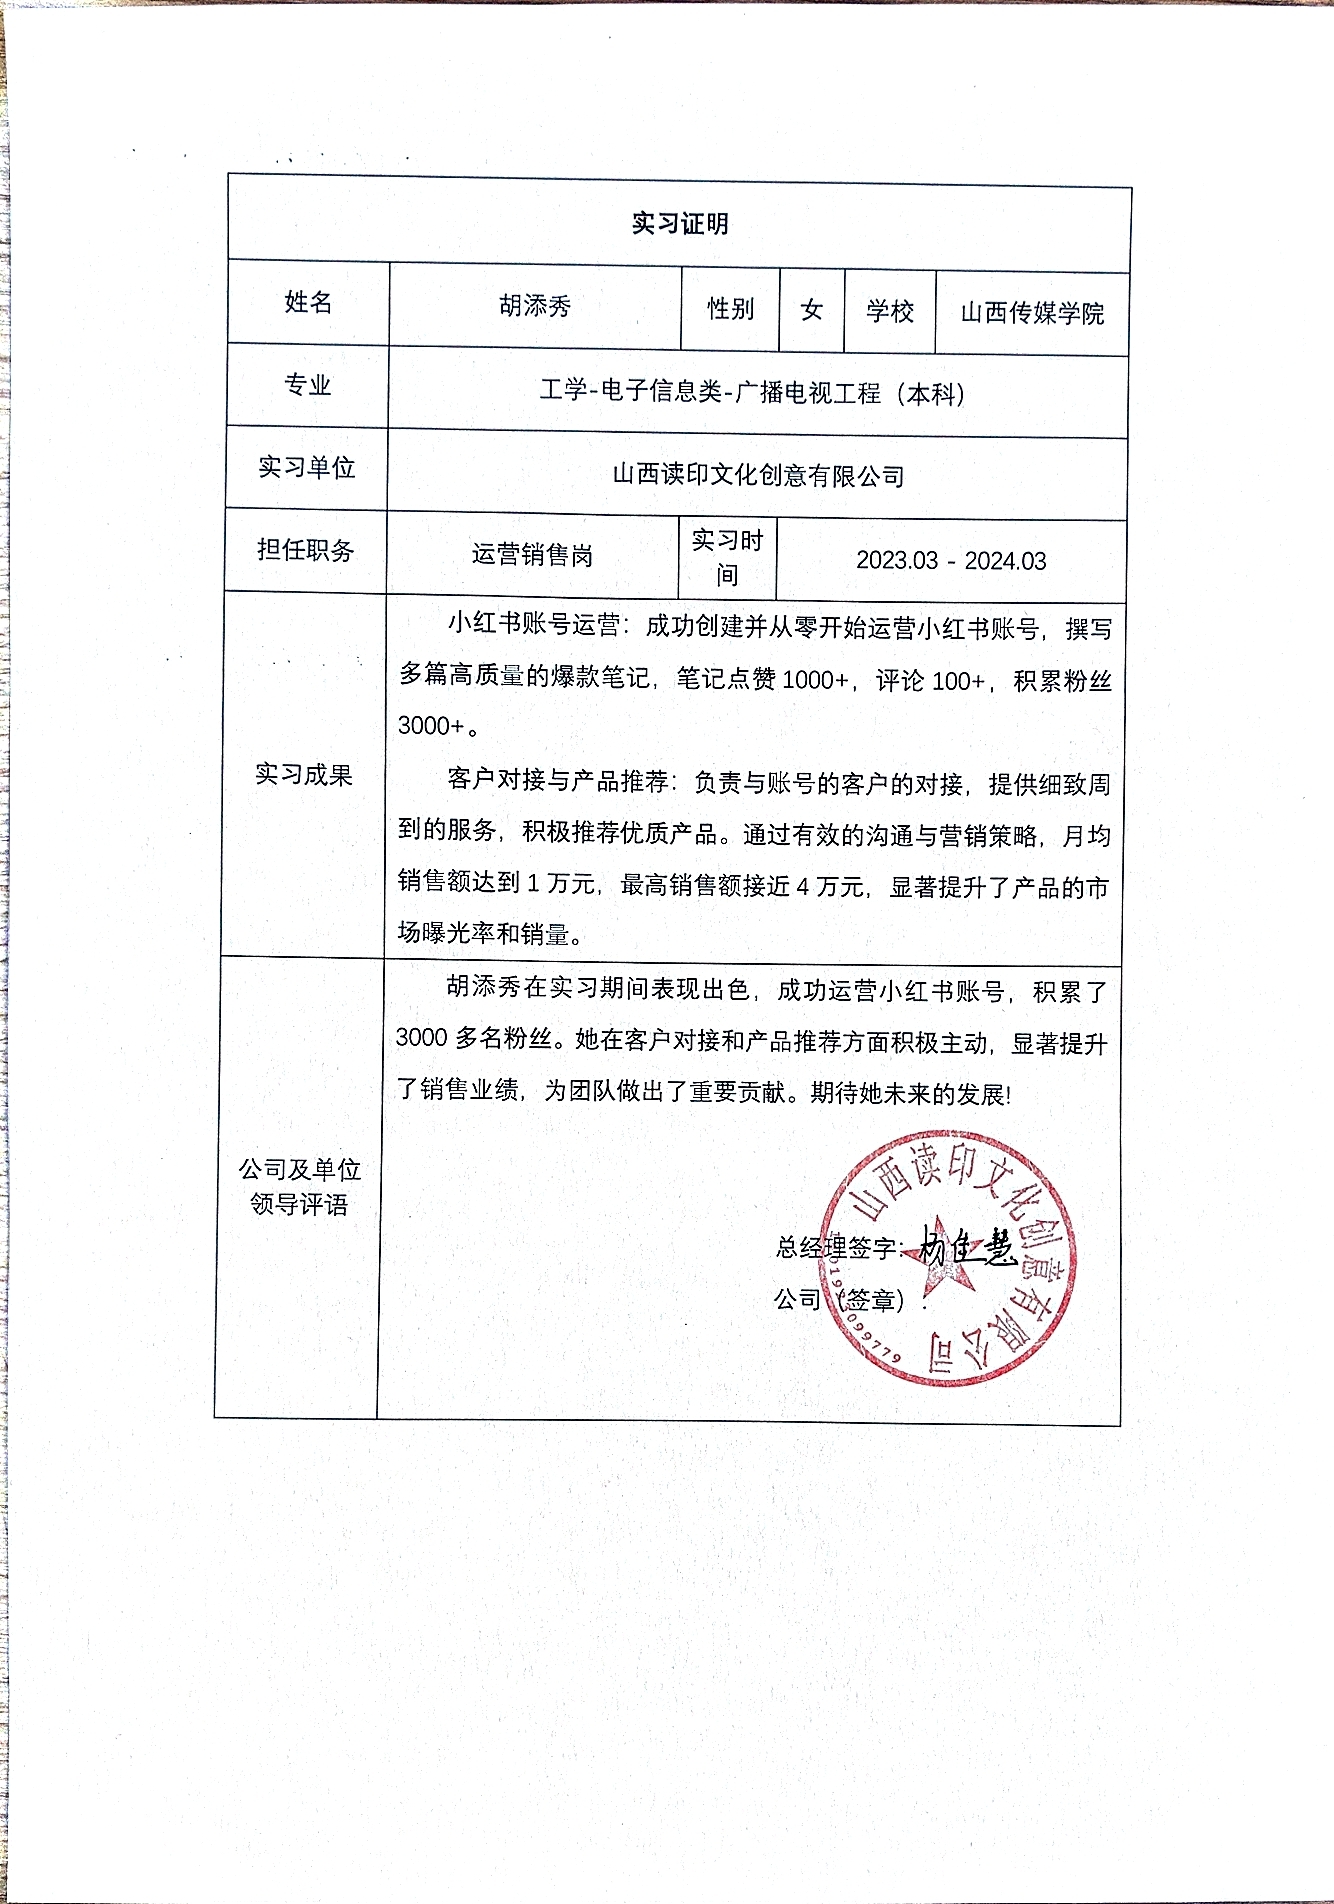 实习证明
姓名 胡添秀 性别 女 学校 山西传媒学院
专业 工学-电子信息类-广播电视工程（本科）
实习单位 山西读印文化创意有限公司
担任职务 运营销售岗 实习时间 2023.03 - 2024.03
实习成果
小红书账号运营：成功创建并从零开始运营小红书账号，撰写
多篇高质量的爆款笔记，笔记点赞 1000+，评论 100+，积累粉丝
3000+。
客户对接与产品推荐：负责与账号的客户的对接，提供细致周
到的服务，积极推荐优质产品。通过有效的沟通与营销策略，月均
销售额达到 1 万元，最高销售额接近 4 万元，显著提升了产品的市
场曝光率和销量。
公司及单位
领导评语
胡添秀在实习期间表现出色，成功运营小红书账号，积累了
3000 多名粉丝。她在客户对接和产品推荐方面积极主动，显著提升
了销售业绩，为团队做出了重要贡献。期待她未来的发展!
总经理签字：杨佳慧
公司（签章）：
山西读印文化创意有限公司